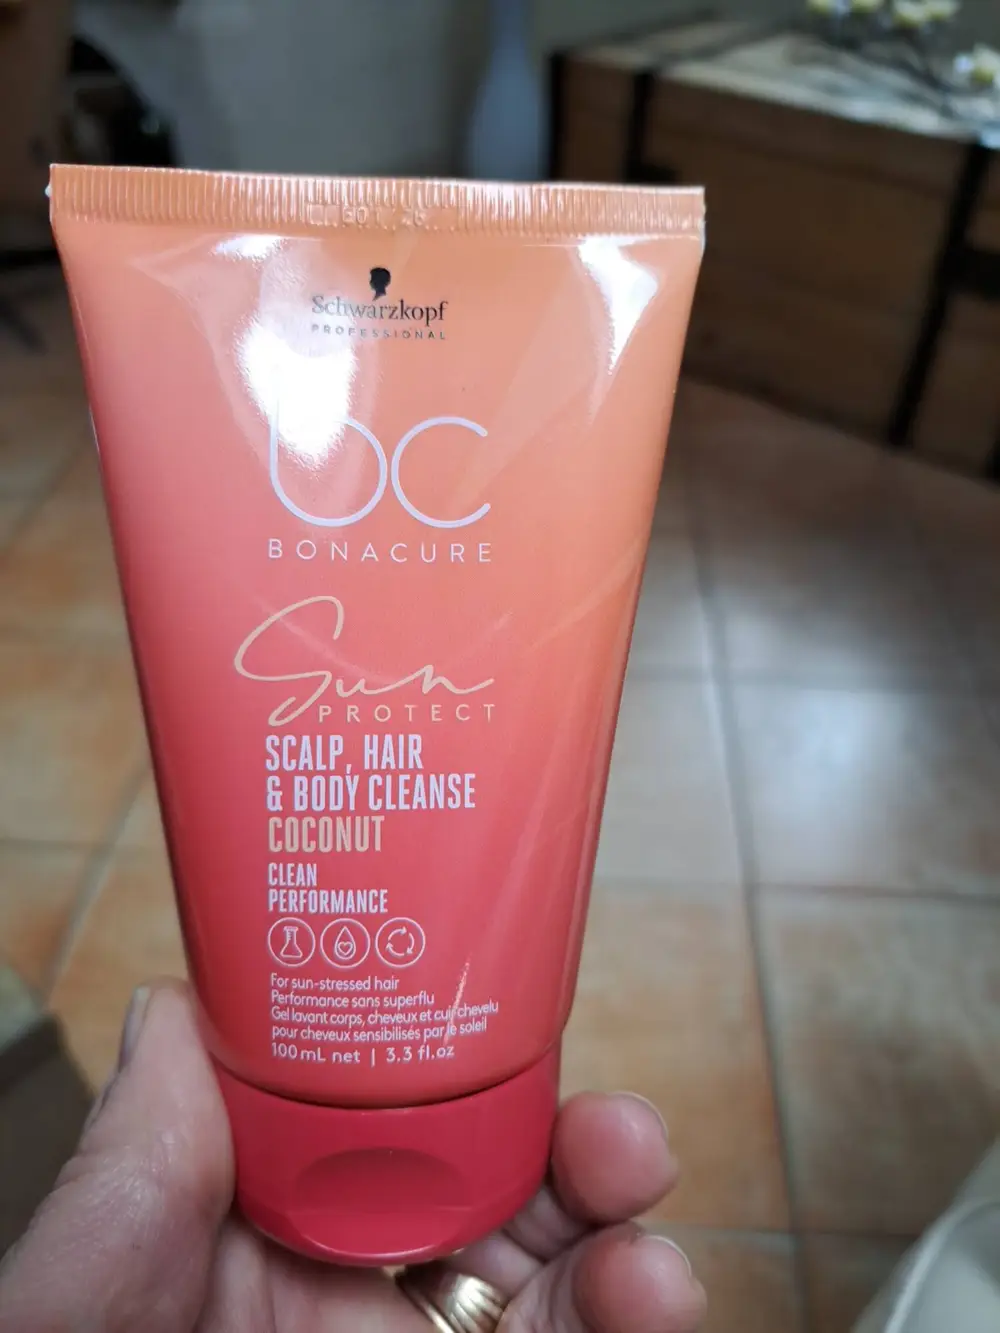 Schwarzkopf
PROFESSIONAL
bc
BONACURE
Sun
PROTECT
SCALP, HAIR
& BODY CLEANSE
COCONUT
CLEAN
PERFORMANCE
For sun-stressed hair
Performance sans superflu
Gel lavant corps, cheveux et cuir chevelu
pour cheveux sensibilisés par le soleil
100 mL net | 3.3 fl.oz